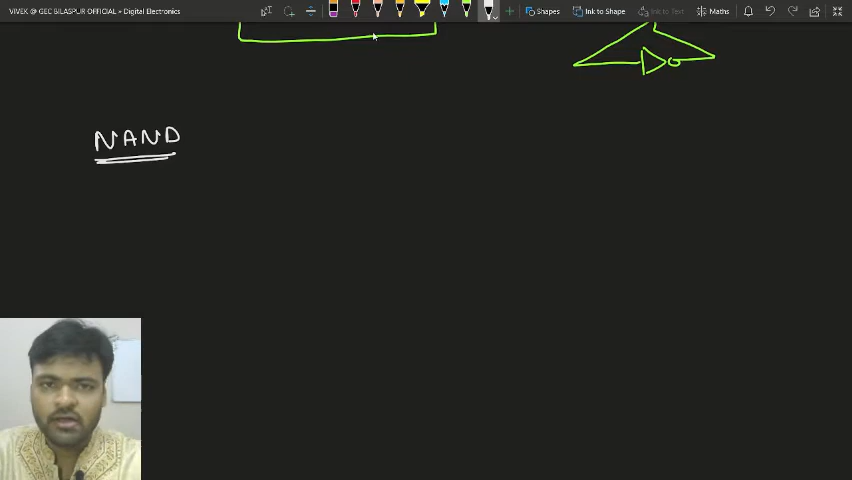 VIVEK @ GEC BILASPUR OFFICIAL » Digital Electronics
Shapes
Ink to Shape
Ink to Text
Maths
NAND